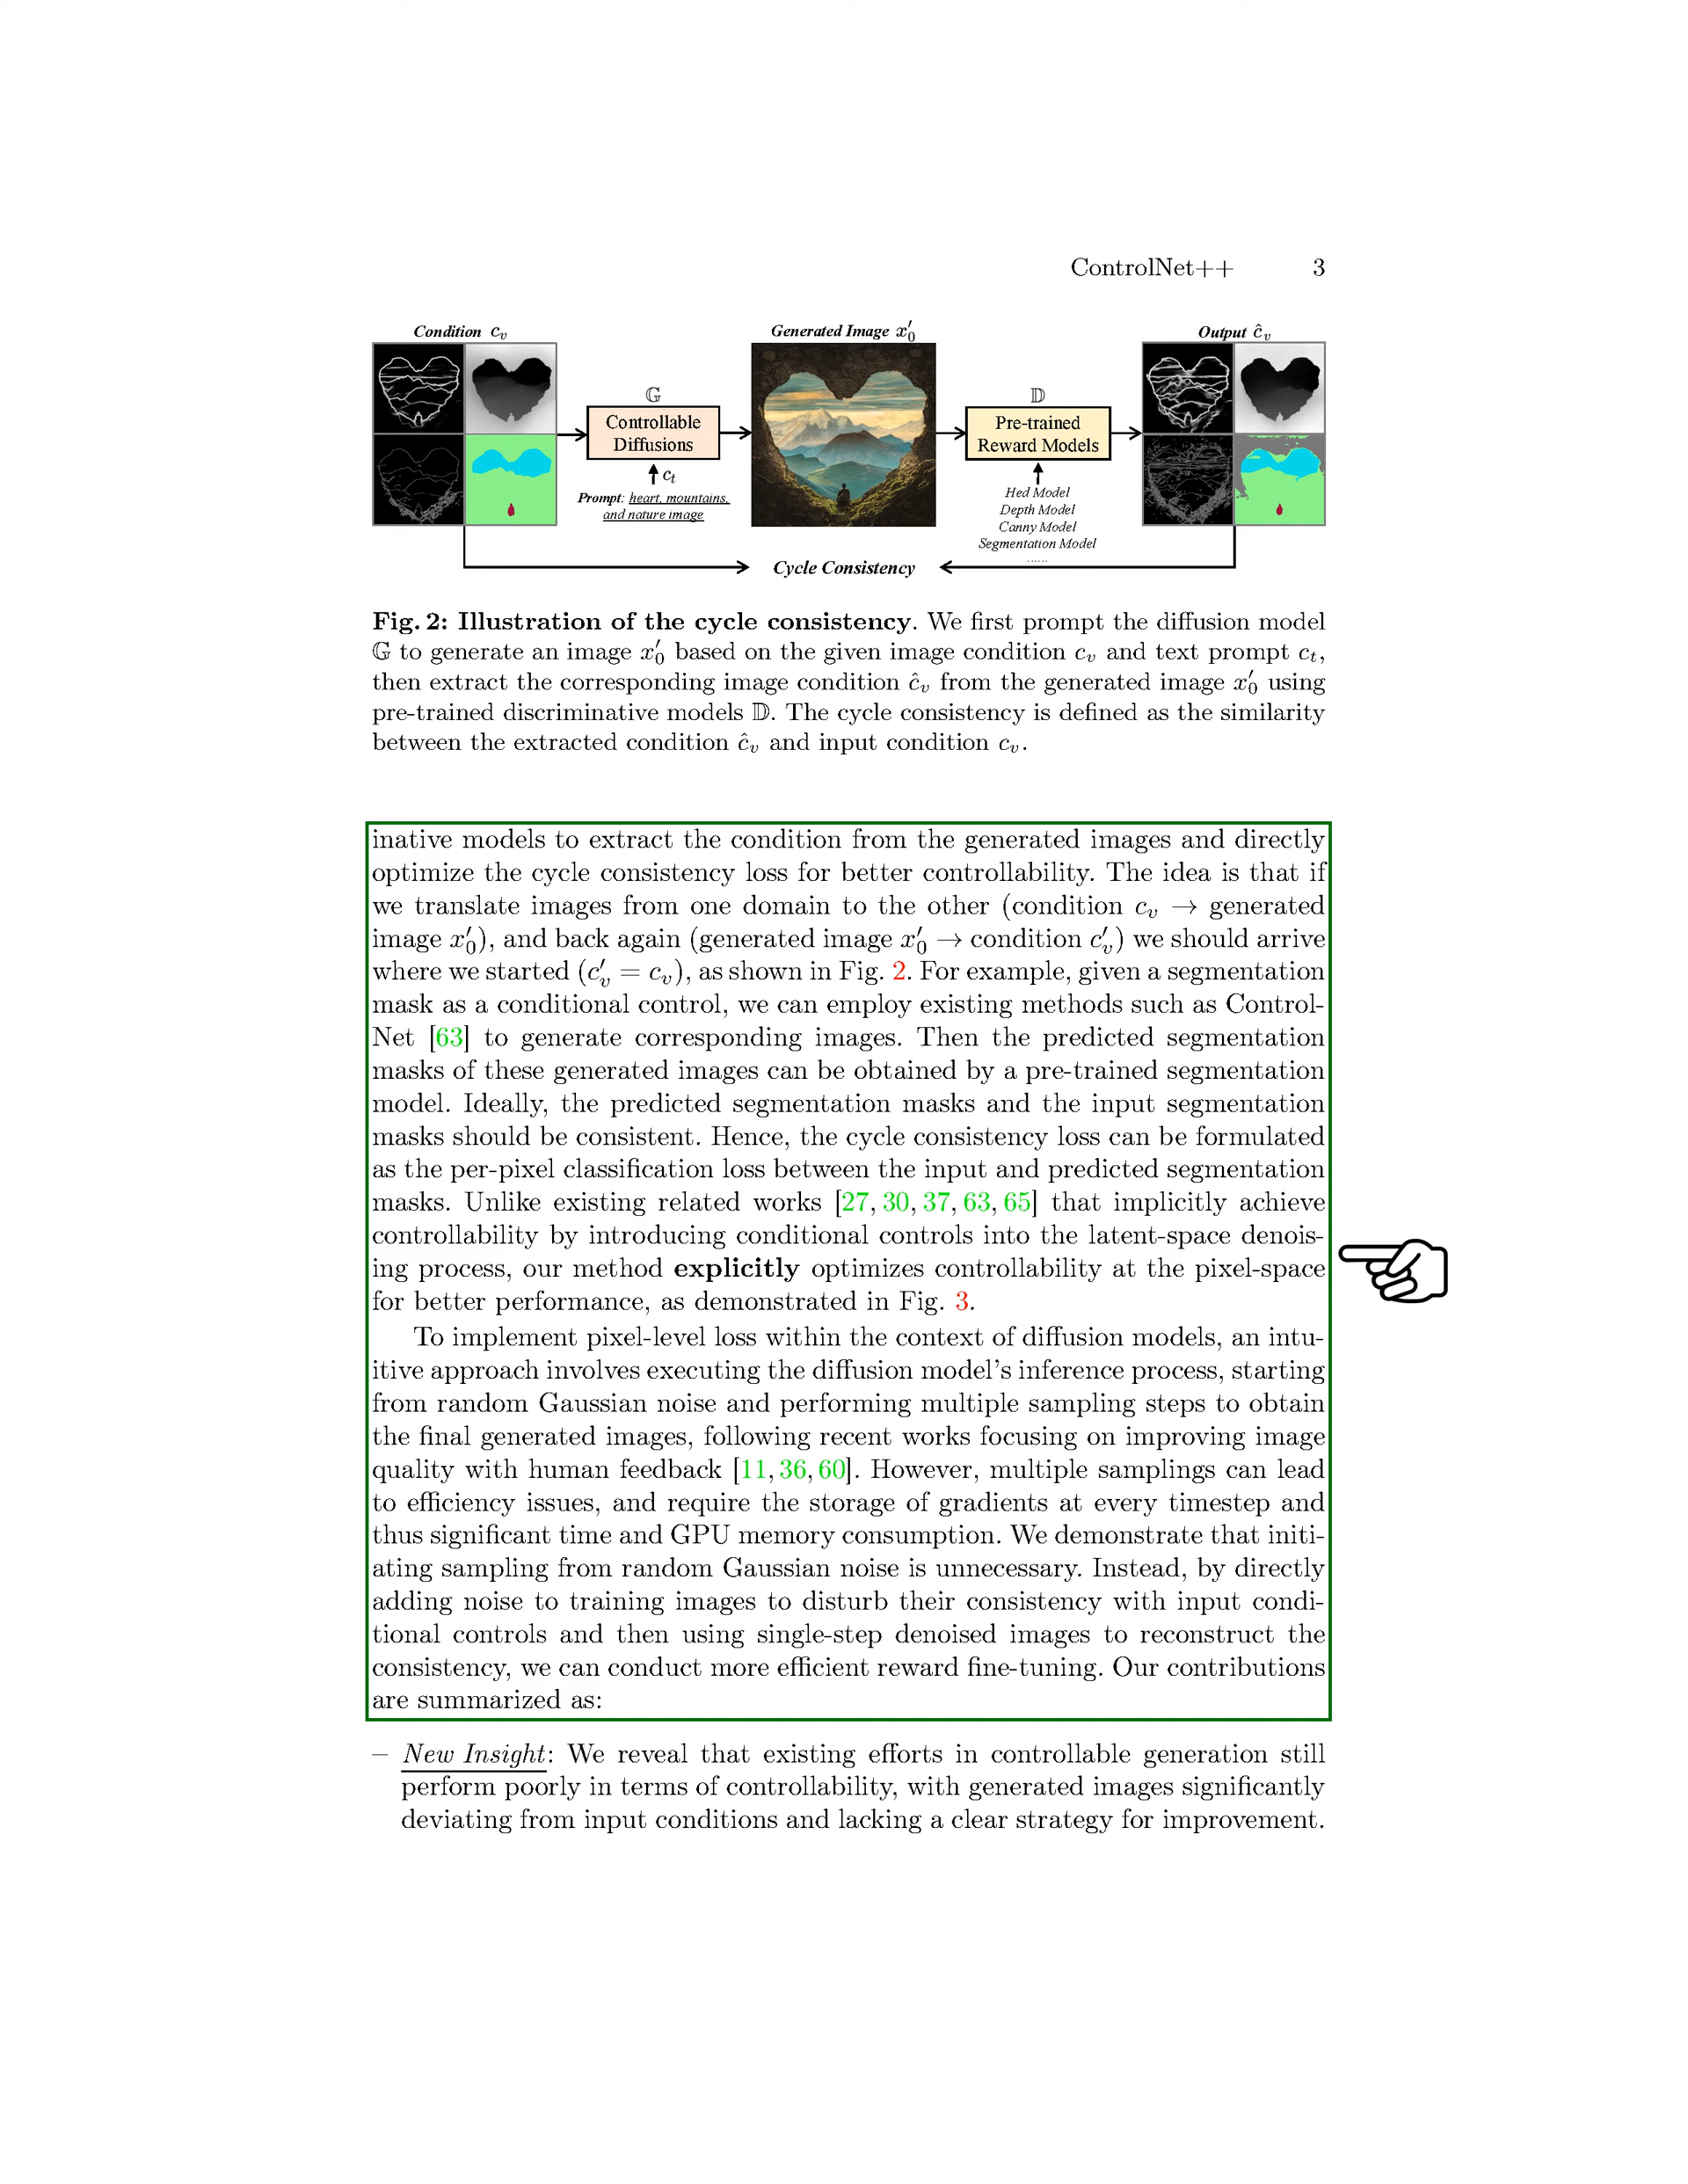 ControlNet++ 3
Condition c_v
Generated Image x′_0
Output ĉ_v
𝔾
Controllable
Diffusions
c_t
Prompt: heart, mountains,
and nature image
𝔻
Pre-trained
Reward Models
Hed Model
Depth Model
Canny Model
Segmentation Model
......
Cycle Consistency
Fig. 2: Illustration of the cycle consistency. We first prompt the diffusion model
𝔾 to generate an image x′_0 based on the given image condition c_v and text prompt c_t,
then extract the corresponding image condition ĉ_v from the generated image x′_0 using
pre-trained discriminative models 𝔻. The cycle consistency is defined as the similarity
between the extracted condition ĉ_v and input condition c_v.
inative models to extract the condition from the generated images and directly
optimize the cycle consistency loss for better controllability. The idea is that if
we translate images from one domain to the other (condition c_v → generated
image x′_0), and back again (generated image x′_0 → condition c′_v) we should arrive
where we started (c′_v = c_v), as shown in Fig. 2. For example, given a segmentation
mask as a conditional control, we can employ existing methods such as Control-
Net [63] to generate corresponding images. Then the predicted segmentation
masks of these generated images can be obtained by a pre-trained segmentation
model. Ideally, the predicted segmentation masks and the input segmentation
masks should be consistent. Hence, the cycle consistency loss can be formulated
as the per-pixel classification loss between the input and predicted segmentation
masks. Unlike existing related works [27, 30, 37, 63, 65] that implicitly achieve
controllability by introducing conditional controls into the latent-space denois-
ing process, our method explicitly optimizes controllability at the pixel-space
for better performance, as demonstrated in Fig. 3.
To implement pixel-level loss within the context of diffusion models, an intu-
itive approach involves executing the diffusion model's inference process, starting
from random Gaussian noise and performing multiple sampling steps to obtain
the final generated images, following recent works focusing on improving image
quality with human feedback [11, 36, 60]. However, multiple samplings can lead
to efficiency issues, and require the storage of gradients at every timestep and
thus significant time and GPU memory consumption. We demonstrate that initi-
ating sampling from random Gaussian noise is unnecessary. Instead, by directly
adding noise to training images to disturb their consistency with input condi-
tional controls and then using single-step denoised images to reconstruct the
consistency, we can conduct more efficient reward fine-tuning. Our contributions
are summarized as:
– New Insight: We reveal that existing efforts in controllable generation still
perform poorly in terms of controllability, with generated images significantly
deviating from input conditions and lacking a clear strategy for improvement.